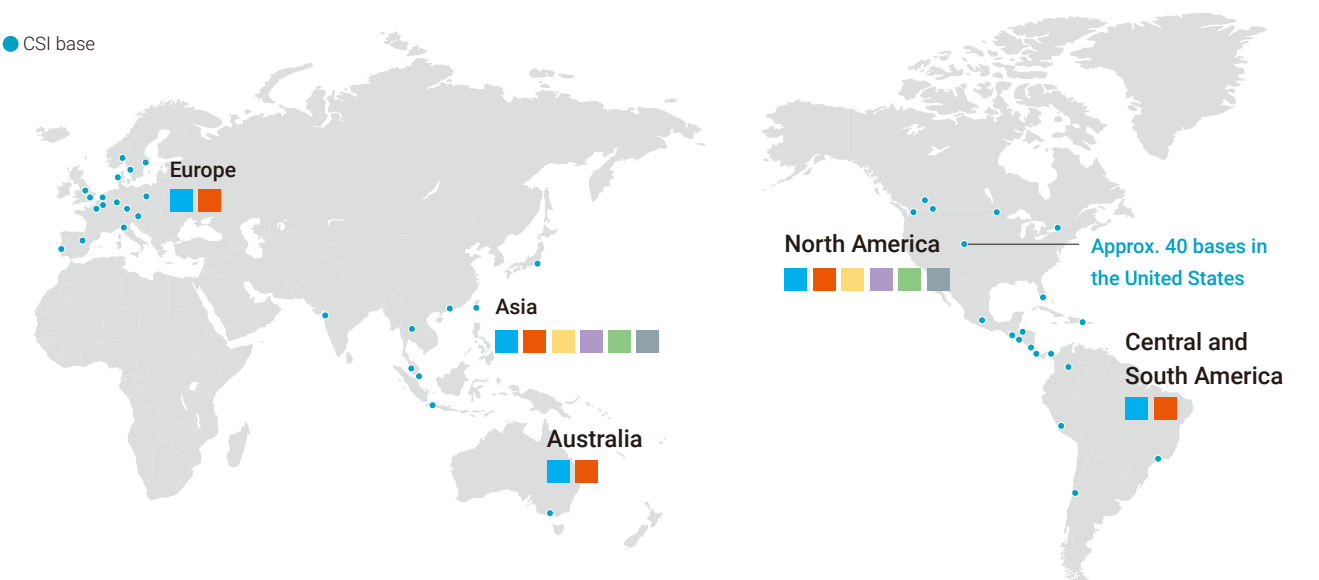 CSI base
Europe
North America
Approx. 40 bases in
the United States
Asia
Central and
South America
Australia